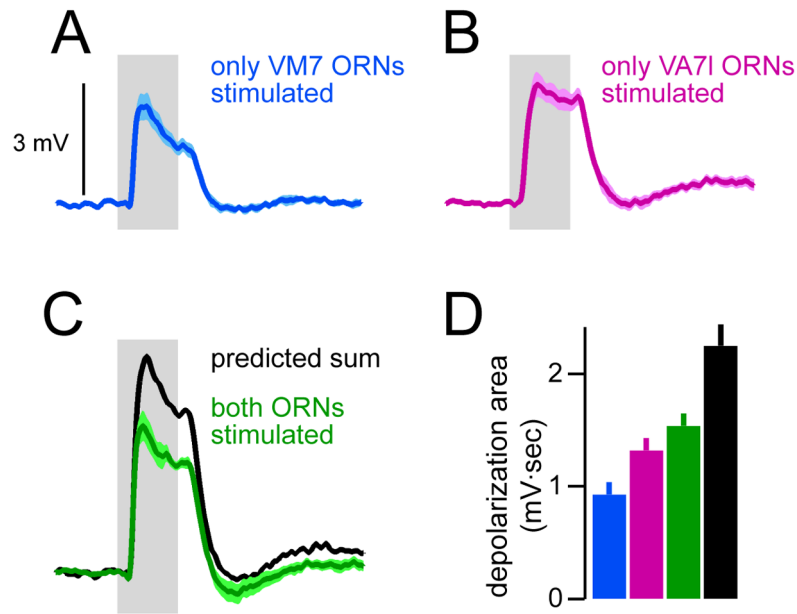 A
only VM7 ORNs
stimulated
3 mV
B
only VA7l ORNs
stimulated
C
predicted sum
both ORNs
stimulated
D
depolarization area
(mV·sec)
2
1
0